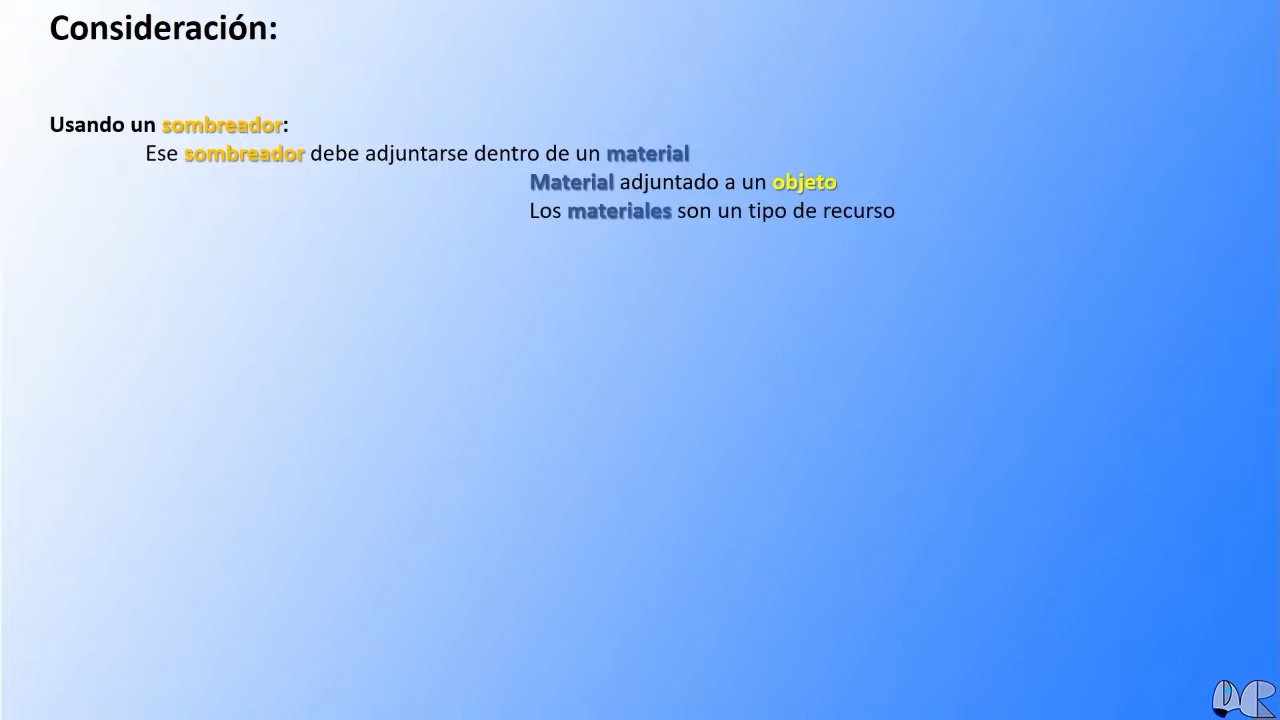 Consideración:
Usando un sombreador:
Ese sombreador debe adjuntarse dentro de un material
Material adjuntado a un objeto
Los materiales son un tipo de recurso